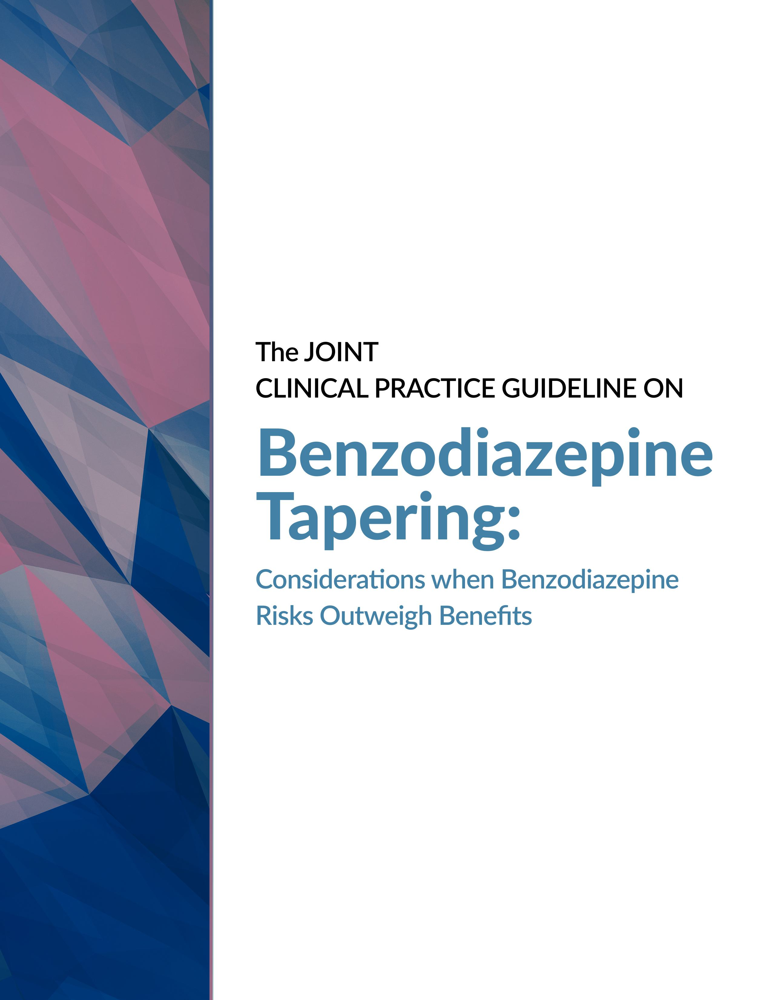 The JOINT
CLINICAL PRACTICE GUIDELINE ON
Benzodiazepine
Tapering:
Considerations when Benzodiazepine
Risks Outweigh Benefits